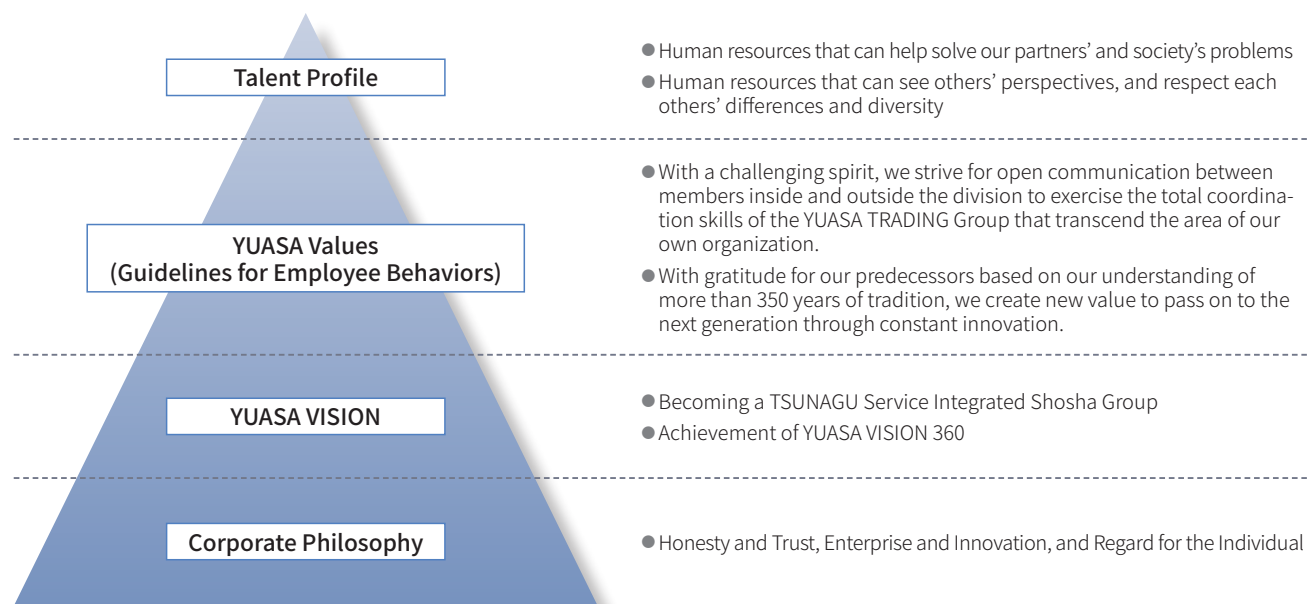 Talent Profile
● Human resources that can help solve our partners’ and society’s problems
● Human resources that can see others’ perspectives, and respect each
others’ differences and diversity
YUASA Values
(Guidelines for Employee Behaviors)
● With a challenging spirit, we strive for open communication between
members inside and outside the division to exercise the total coordina-
tion skills of the YUASA TRADING Group that transcend the area of our
own organization.
● With gratitude for our predecessors based on our understanding of
more than 350 years of tradition, we create new value to pass on to the
next generation through constant innovation.
YUASA VISION
● Becoming a TSUNAGU Service Integrated Shosha Group
● Achievement of YUASA VISION 360
Corporate Philosophy
● Honesty and Trust, Enterprise and Innovation, and Regard for the Individual